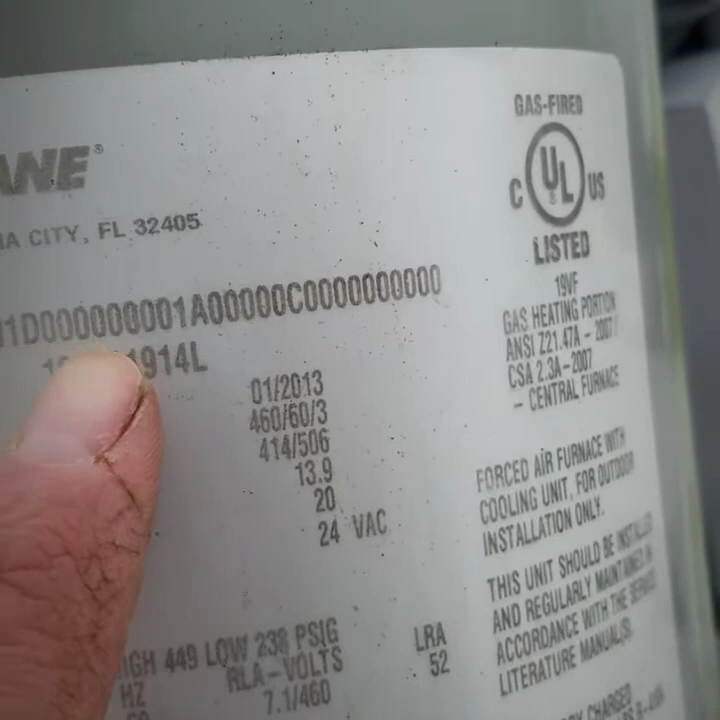 GAS-FIRED
ANE®
C UL US
LISTED
CITY, FL 32405
1D000000001A00000C0000000000
1914L
19VF
GAS HEATING PORTION
ANSI Z21.47A - 2007
CSA 2.3A-2007
- CENTRAL FURNACE
01/2013
460/60/3
414/506
13.9
20
24 VAC
FORCED AIR FURNACE WITH
COOLING UNIT, FOR OUTDOOR
INSTALLATION ONLY.
THIS UNIT SHOULD BE INSTALLED
AND REGULARLY MAINTAINED IN
ACCORDANCE WITH THE SERVICE
LITERATURE MANUAL(S).
IGH 449 LOW 238 PSIG
LRA
HZ
RLA-VOLTS
52
60
7.1/460
CHARGED